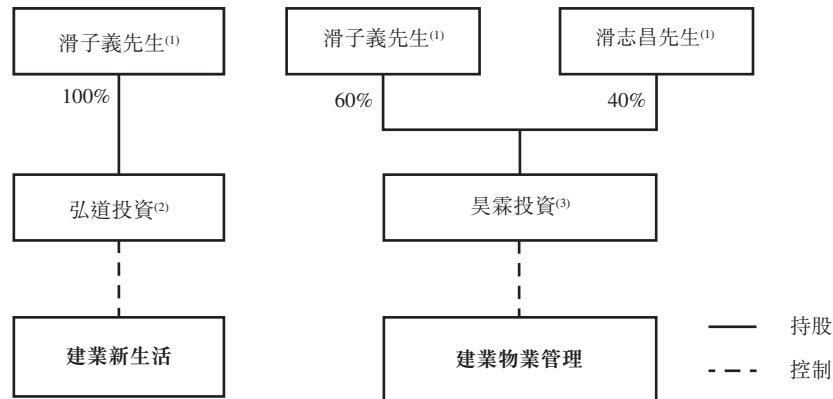 滑子義先生(1)
滑子義先生(1)
滑志昌先生(1)
100%
60%
40%
弘道投資(2)
昊霖投資(3)
建業新生活
建業物業管理
持股
控制